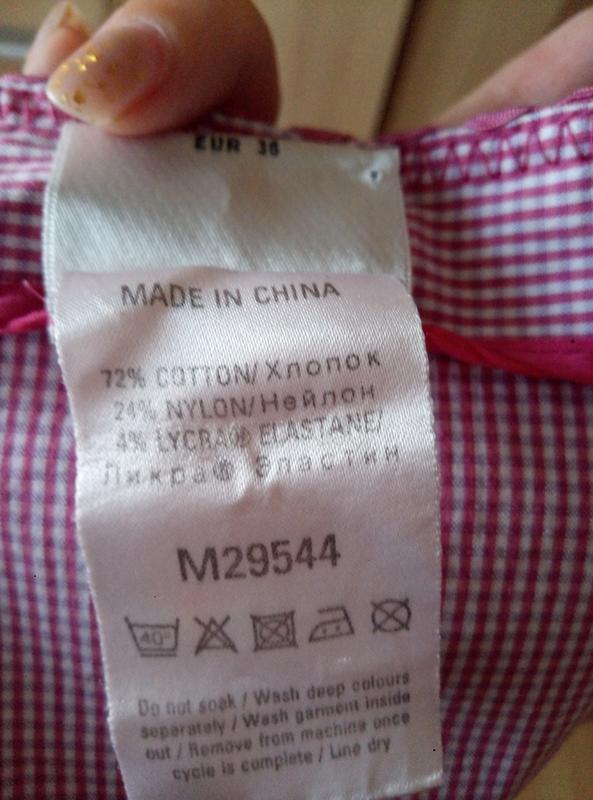 EUR 36
MADE IN CHINA
72% COTTON/Хлопок
24% NYLON/Нейлон
4% LYCRA® ELASTANE/
Ликра® Эластин
M29544
40°
Do not soak / Wash deep colours
separately / Wash garment inside
out / Remove from machine once
cycle is complete / Line dry